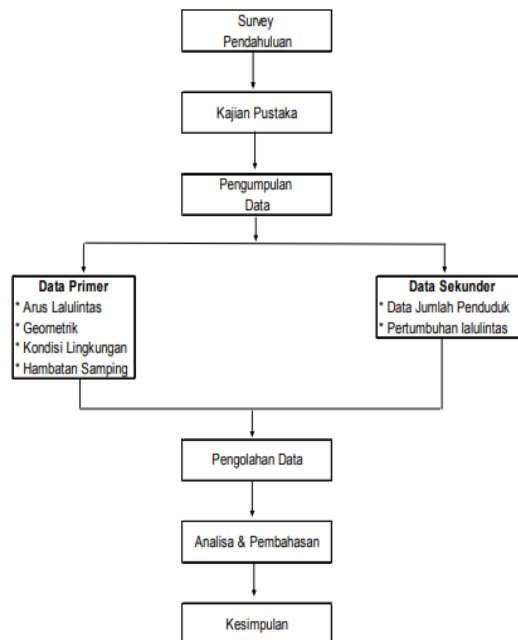 Survey
Pendahuluan
Kajian Pustaka
Pengumpulan
Data
Data Primer
* Arus Lalulintas
* Geometrik
* Kondisi Lingkungan
* Hambatan Samping
Data Sekunder
* Data Jumlah Penduduk
* Pertumbuhan lalulintas
Pengolahan Data
Analisa & Pembahasan
Kesimpulan